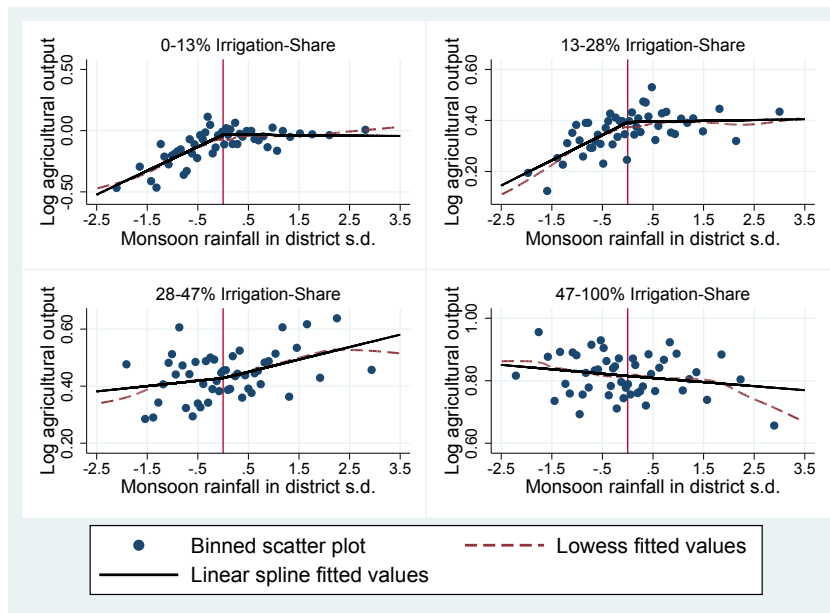 0-13% Irrigation-Share
Log agricultural output
0.50
0.00
-0.50
-2.5 -1.5 -.5 .5 1.5 2.5 3.5
Monsoon rainfall in district s.d.
13-28% Irrigation-Share
Log agricultural output
0.60
0.40
0.20
-2.5 -1.5 -.5 .5 1.5 2.5 3.5
Monsoon rainfall in district s.d.
28-47% Irrigation-Share
Log agricultural output
0.60
0.40
0.20
-2.5 -1.5 -.5 .5 1.5 2.5 3.5
Monsoon rainfall in district s.d.
47-100% Irrigation-Share
Log agricultural output
1.00
0.80
0.60
-2.5 -1.5 -.5 .5 1.5 2.5 3.5
Monsoon rainfall in district s.d.
Binned scatter plot
Lowess fitted values
Linear spline fitted values